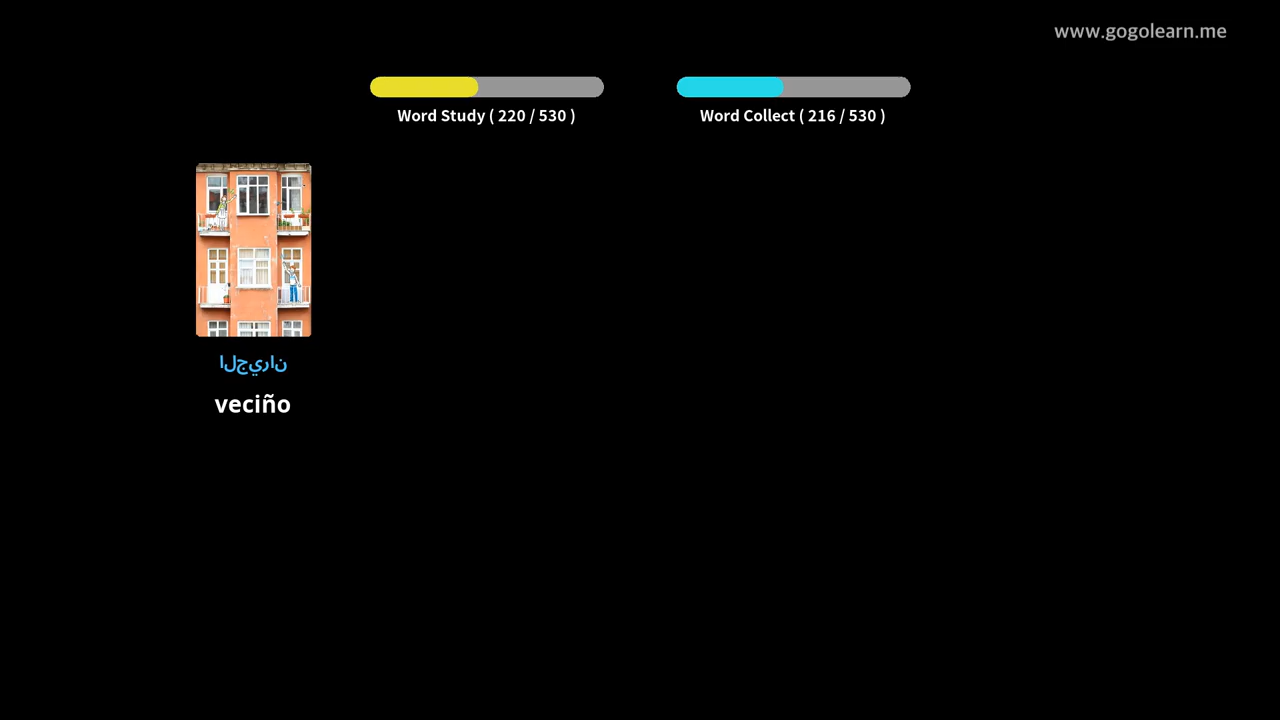 www.gogolearn.me
Word Study ( 220 / 530 )
Word Collect ( 216 / 530 )
الجيران
veciño